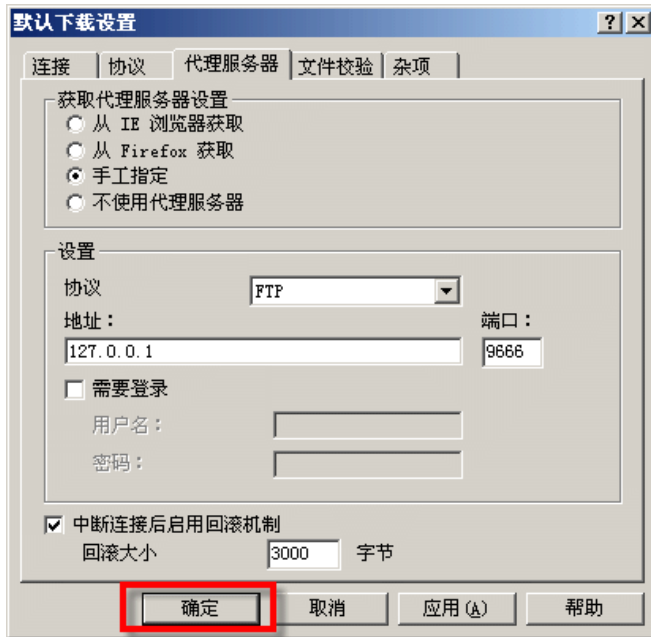 默认下载设置
连接 协议 代理服务器 文件校验 杂项
获取代理服务器设置
从 IE 浏览器获取
从 Firefox 获取
手工指定
不使用代理服务器
设置
协议 FTP
地址： 端口：
127.0.0.1 9666
需要登录
用户名：
密码：
中断连接后启用回滚机制
回滚大小 3000 字节
确定 取消 应用(A) 帮助